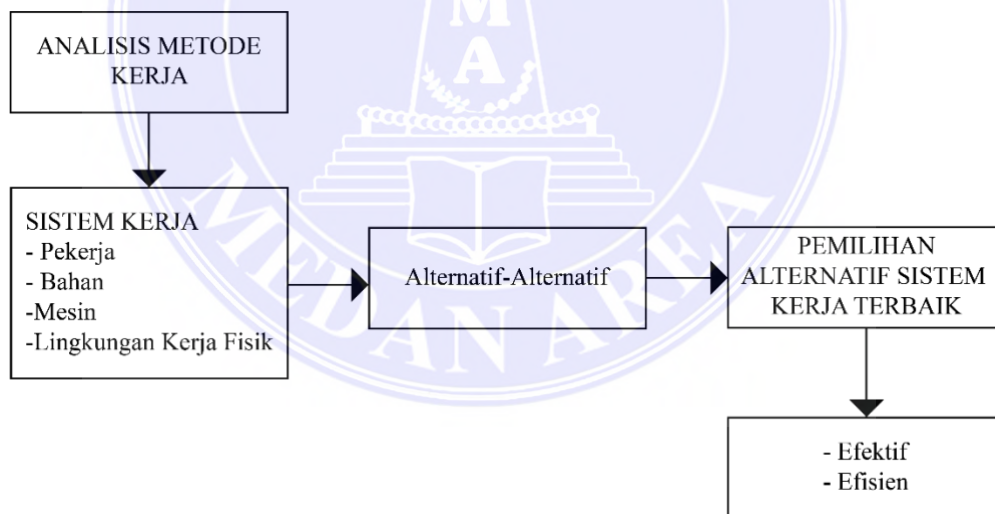 ANALISIS METODE
KERJA
SISTEM KERJA
- Pekerja
- Bahan
-Mesin
-Lingkungan Kerja Fisik
Alternatif-Alternatif
PEMILIHAN
ALTERNATIF SISTEM
KERJA TERBAIK
- Efektif
- Efisien
M
A
MEDAN AREA